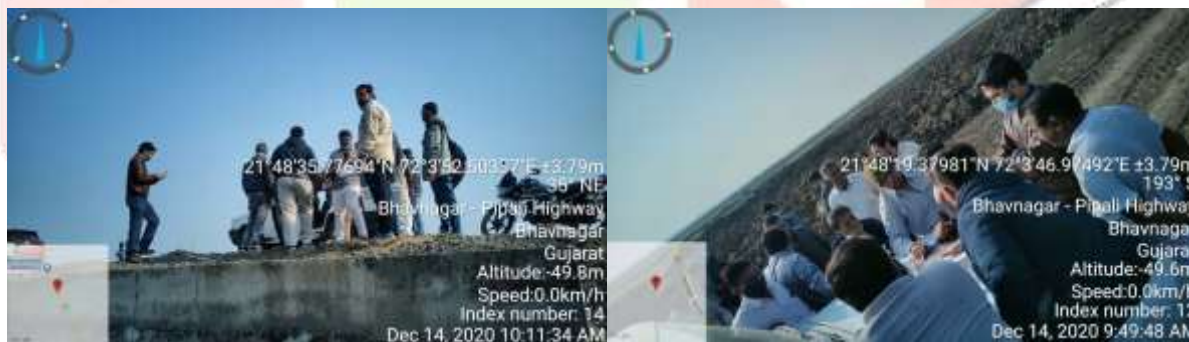 21°48'35.77694"N 72°3'52.50357"E ±3.79m
35° NE
Bhavnagar - Pipali Highway
Bhavnagar
Gujarat
Altitude:-49.8m
Speed:0.0km/h
Index number: 14
Dec 14, 2020 10:11:34 AM
21°48'19.37981"N 72°3'46.97492"E ±3.79m
193° S
Bhavnagar - Pipali Highway
Bhavnagar
Gujarat
Altitude:-49.6m
Speed:0.0km/h
Index number: 12
Dec 14, 2020 9:49:48 AM